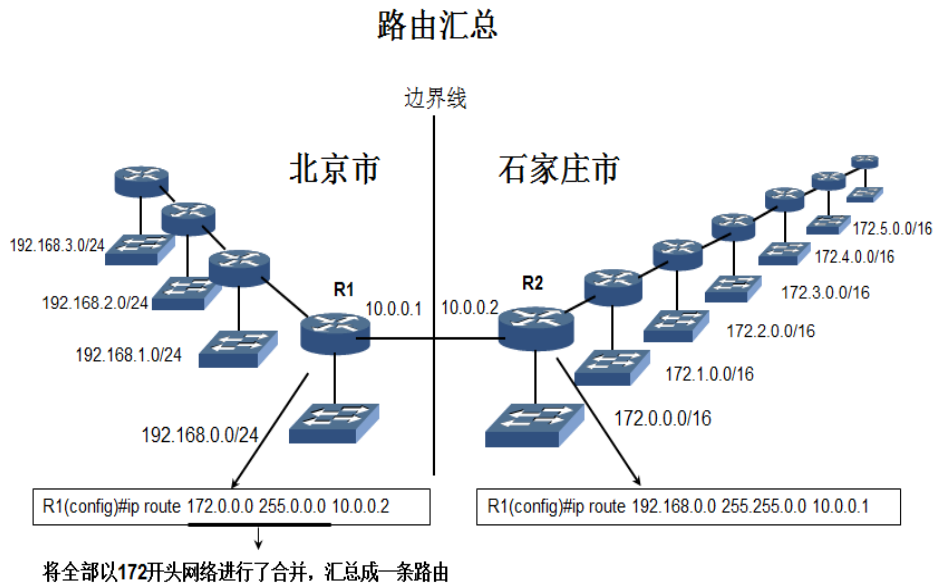 路由汇总
边界线
北京市
石家庄市
192.168.3.0/24
192.168.2.0/24
192.168.1.0/24
192.168.0.0/24
R1
10.0.0.1
10.0.0.2
R2
172.5.0.0/16
172.4.0.0/16
172.3.0.0/16
172.2.0.0/16
172.1.0.0/16
172.0.0.0/16
R1(config)#ip route 172.0.0.0 255.0.0.0 10.0.0.2
R1(config)#ip route 192.168.0.0 255.255.0.0 10.0.0.1
将全部以172开头网络进行了合并，汇总成一条路由